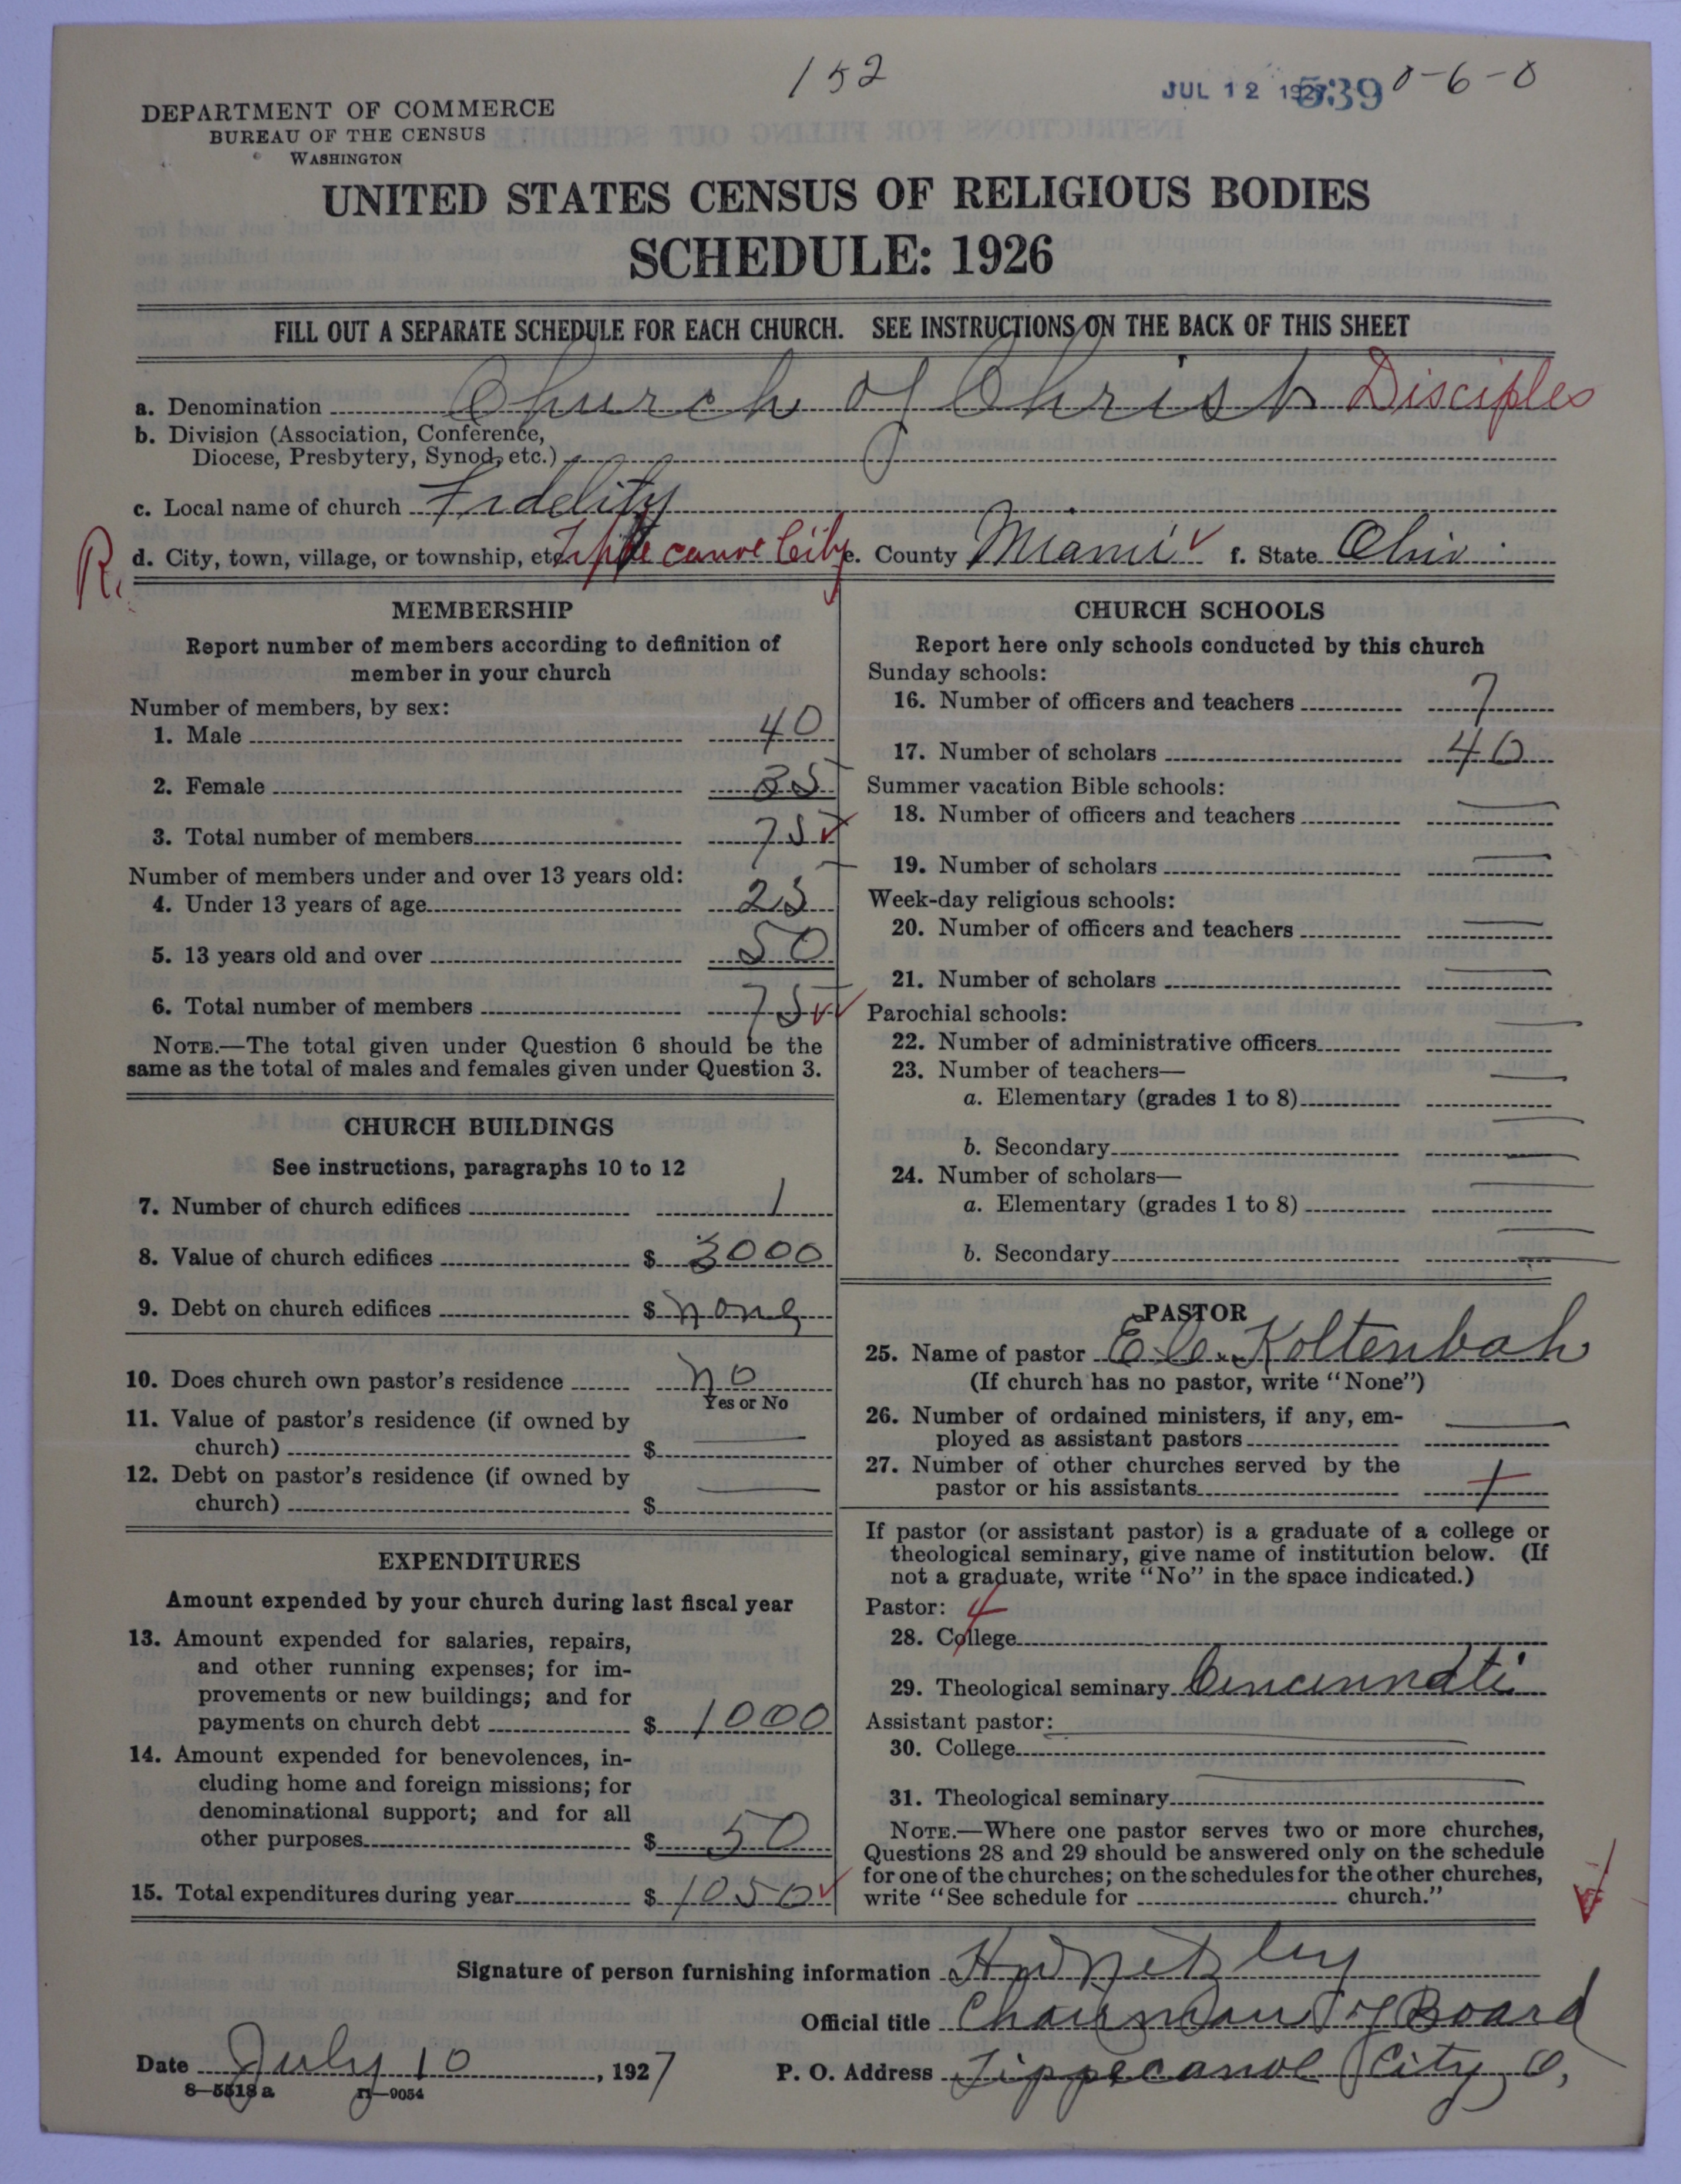 152
JUL 12 1927 539 0-6-0
DEPARTMENT OF COMMERCE
BUREAU OF THE CENSUS
WASHINGTON
UNITED STATES CENSUS OF RELIGIOUS BODIES
SCHEDULE: 1926
FILL OUT A SEPARATE SCHEDULE FOR EACH CHURCH. SEE INSTRUCTIONS ON THE BACK OF THIS SHEET
a. Denomination Church of Christ Disciples
b. Division (Association, Conference,
Diocese, Presbytery, Synod, etc.)
c. Local name of church Fidelity
R. d. City, town, village, or township, etc. Tippecanoe City e. County Miami f. State Ohio
MEMBERSHIP
Report number of members according to definition of
member in your church
Number of members, by sex:
1. Male 40
2. Female 35
3. Total number of members 75
Number of members under and over 13 years old:
4. Under 13 years of age 25
5. 13 years old and over 50
6. Total number of members 75
NOTE.—The total given under Question 6 should be the
same as the total of males and females given under Question 3.
CHURCH BUILDINGS
See instructions, paragraphs 10 to 12
7. Number of church edifices 1
8. Value of church edifices $ 3000
9. Debt on church edifices $ none
10. Does church own pastor's residence no
Yes or No
11. Value of pastor's residence (if owned by
church) $
12. Debt on pastor's residence (if owned by
church) $
EXPENDITURES
Amount expended by your church during last fiscal year
13. Amount expended for salaries, repairs,
and other running expenses; for im-
provements or new buildings; and for
payments on church debt $ 1000
14. Amount expended for benevolences, in-
cluding home and foreign missions; for
denominational support; and for all
other purposes $ 50
15. Total expenditures during year $ 1050
CHURCH SCHOOLS
Report here only schools conducted by this church
Sunday schools:
16. Number of officers and teachers 7
17. Number of scholars 40
Summer vacation Bible schools:
18. Number of officers and teachers
19. Number of scholars
Week-day religious schools:
20. Number of officers and teachers
21. Number of scholars
Parochial schools:
22. Number of administrative officers
23. Number of teachers—
a. Elementary (grades 1 to 8)
b. Secondary
24. Number of scholars—
a. Elementary (grades 1 to 8)
b. Secondary
PASTOR
25. Name of pastor E. C. Koltenbah
(If church has no pastor, write "None")
26. Number of ordained ministers, if any, em-
ployed as assistant pastors
27. Number of other churches served by the
pastor or his assistants
If pastor (or assistant pastor) is a graduate of a college or
theological seminary, give name of institution below. (If
not a graduate, write "No" in the space indicated.)
Pastor: 4
28. College
29. Theological seminary Cincinnati
Assistant pastor:
30. College
31. Theological seminary
NOTE.—Where one pastor serves two or more churches,
Questions 28 and 29 should be answered only on the schedule
for one of the churches; on the schedules for the other churches,
write "See schedule for church."
Signature of person furnishing information H W Netzley
Official title Chairman of Board
Date July 10, 1927 P. O. Address Tippecanoe City, O,
8—5518 a 11—9054